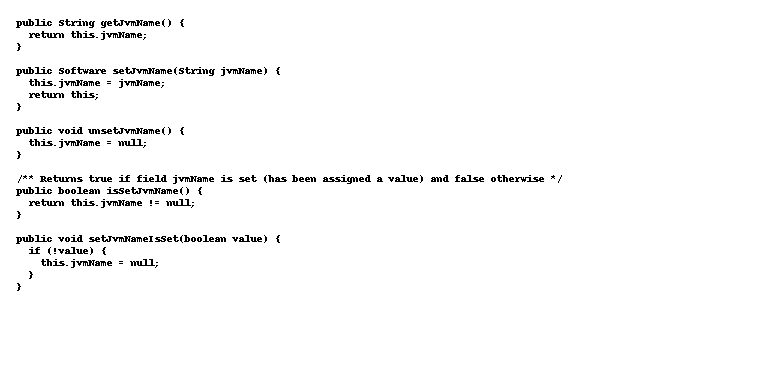 public String getJvmName() {
  return this.jvmName;
}

public Software setJvmName(String jvmName) {
  this.jvmName = jvmName;
  return this;
}

public void unsetJvmName() {
  this.jvmName = null;
}

/** Returns true if field jvmName is set (has been assigned a value) and false otherwise */
public boolean isSetJvmName() {
  return this.jvmName != null;
}

public void setJvmNameIsSet(boolean value) {
  if (!value) {
    this.jvmName = null;
  }
}